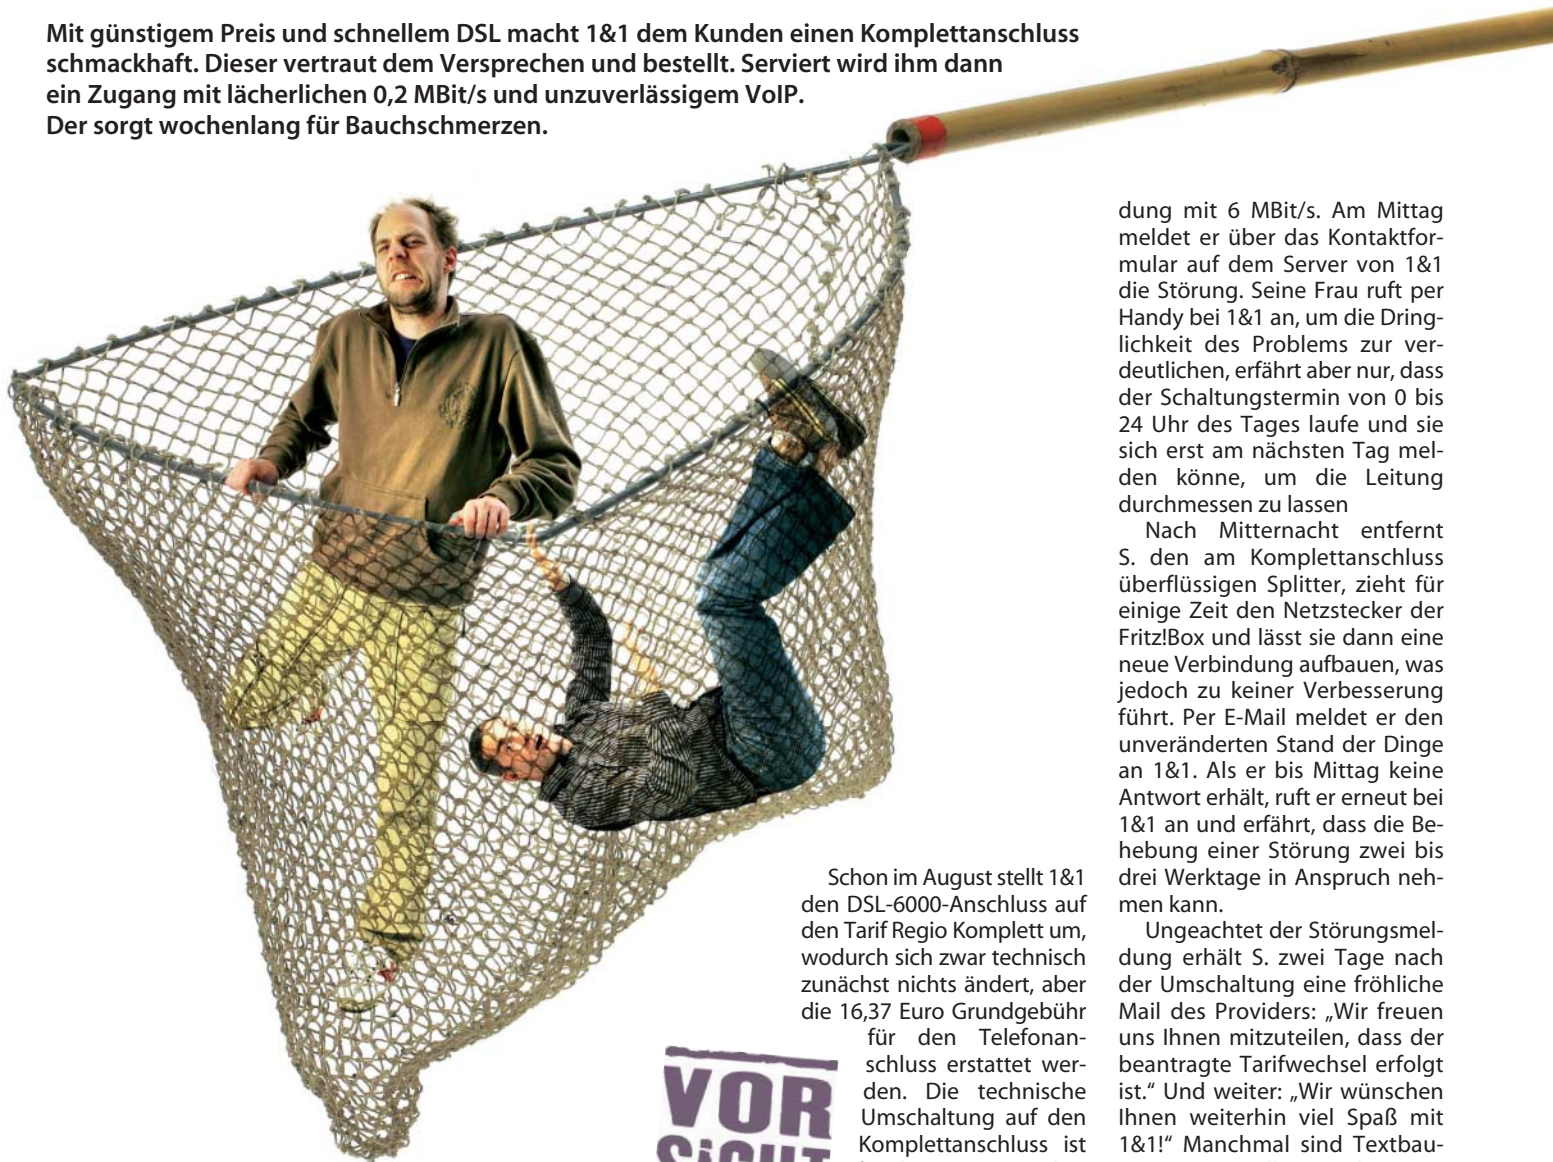 Mit günstigem Preis und schnellem DSL macht 1&1 dem Kunden einen Komplettanschluss
schmackhaft. Dieser vertraut dem Versprechen und bestellt. Serviert wird ihm dann
ein Zugang mit lächerlichen 0,2 MBit/s und unzuverlässigem VoIP.
Der sorgt wochenlang für Bauchschmerzen.
Schon im August stellt 1&1
den DSL-6000-Anschluss auf
den Tarif Regio Komplett um,
wodurch sich zwar technisch
zunächst nichts ändert, aber
die 16,37 Euro Grundgebühr
für den Telefonan-
schluss erstattet wer-
den. Die technische
Umschaltung auf den
Komplettanschluss ist
VOR
SiCHT
dung mit 6 MBit/s. Am Mittag
meldet er über das Kontaktfor-
mular auf dem Server von 1&1
die Störung. Seine Frau ruft per
Handy bei 1&1 an, um die Dring-
lichkeit des Problems zur ver-
deutlichen, erfährt aber nur, dass
der Schaltungstermin von 0 bis
24 Uhr des Tages laufe und sie
sich erst am nächsten Tag mel-
den könne, um die Leitung
durchmessen zu lassen
Nach Mitternacht entfernt
S. den am Komplettanschluss
überflüssigen Splitter, zieht für
einige Zeit den Netzstecker der
Fritz!Box und lässt sie dann eine
neue Verbindung aufbauen, was
jedoch zu keiner Verbesserung
führt. Per E-Mail meldet er den
unveränderten Stand der Dinge
an 1&1. Als er bis Mittag keine
Antwort erhält, ruft er erneut bei
1&1 an und erfährt, dass die Be-
hebung einer Störung zwei bis
drei Werktage in Anspruch neh-
men kann.
Ungeachtet der Störungsmel-
dung erhält S. zwei Tage nach
der Umschaltung eine fröhliche
Mail des Providers: „Wir freuen
uns Ihnen mitzuteilen, dass der
beantragte Tarifwechsel erfolgt
ist.“ Und weiter: „Wir wünschen
Ihnen weiterhin viel Spaß mit
1&1!“ Manchmal sind Textbau-